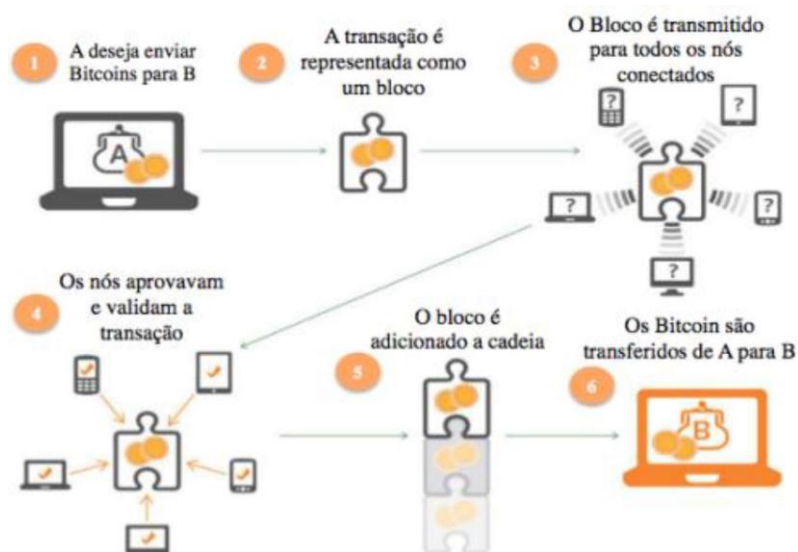 1
A deseja enviar
Bitcoins para B
2
A transação é
representada como
um bloco
3
O Bloco é transmitido
para todos os nós
conectados
A
?
?
?
?
?
4
Os nós aprovavam
e validam a
transação
5
O bloco é
adicionado a cadeia
6
Os Bitcoin são
transferidos de A para B
B